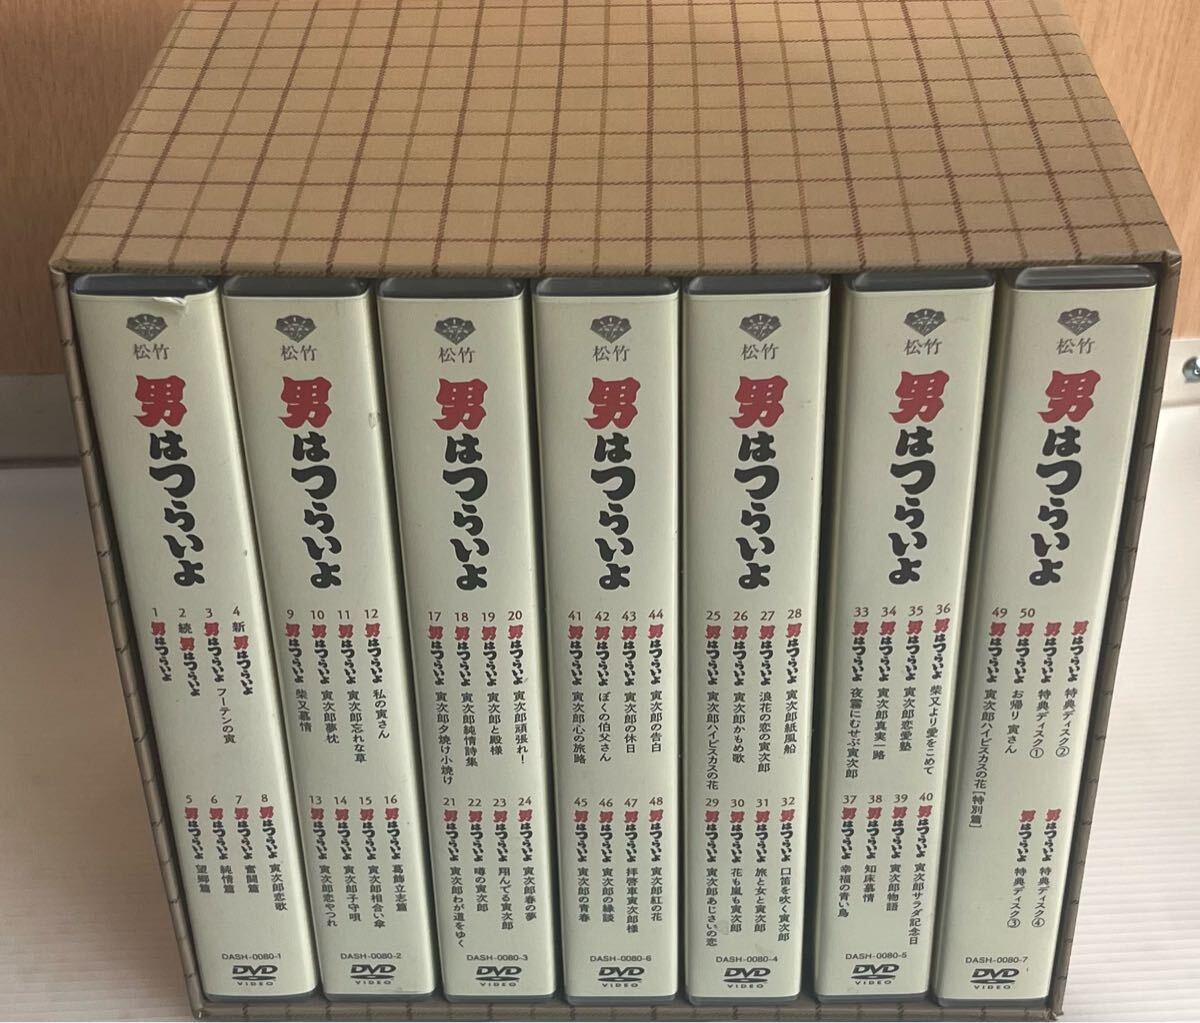 松竹
男はつらいよ
1 男はつらいよ
2 続 男はつらいよ
3 男はつらいよ フーテンの寅
4 新 男はつらいよ
5 男はつらいよ 望郷篇
6 男はつらいよ 純情篇
7 男はつらいよ 奮闘篇
8 男はつらいよ 寅次郎恋歌
DASH-0080-1
DVD
VIDEO
松竹
男はつらいよ
9 男はつらいよ 柴又慕情
10 男はつらいよ 寅次郎夢枕
11 男はつらいよ 寅次郎忘れな草
12 男はつらいよ 私の寅さん
13 男はつらいよ 寅次郎恋やつれ
14 男はつらいよ 寅次郎子守唄
15 男はつらいよ 寅次郎相合い傘
16 男はつらいよ 葛飾立志篇
DASH-0080-2
DVD
VIDEO
松竹
男はつらいよ
17 男はつらいよ 寅次郎夕焼け小焼け
18 男はつらいよ 寅次郎純情詩集
19 男はつらいよ 寅次郎と殿様
20 男はつらいよ 寅次郎頑張れ!
21 男はつらいよ 寅次郎わが道をゆく
22 男はつらいよ 噂の寅次郎
23 男はつらいよ 翔んでる寅次郎
24 男はつらいよ 寅次郎春の夢
DASH-0080-3
DVD
VIDEO
松竹
男はつらいよ
41 男はつらいよ 寅次郎心の旅路
42 男はつらいよ ぼくの伯父さん
43 男はつらいよ 寅次郎の休日
44 男はつらいよ 寅次郎の告白
45 男はつらいよ 寅次郎の青春
46 男はつらいよ 寅次郎の縁談
47 男はつらいよ 拝啓車寅次郎様
48 男はつらいよ 寅次郎紅の花
DASH-0080-6
DVD
VIDEO
松竹
男はつらいよ
25 男はつらいよ 寅次郎ハイビスカスの花
26 男はつらいよ 寅次郎かもめ歌
27 男はつらいよ 浪花の恋の寅次郎
28 男はつらいよ 寅次郎紙風船
29 男はつらいよ 寅次郎あじさいの恋
30 男はつらいよ 花も嵐も寅次郎
31 男はつらいよ 旅と女と寅次郎
32 男はつらいよ 口笛を吹く寅次郎
DASH-0080-4
DVD
VIDEO
松竹
男はつらいよ
33 男はつらいよ 夜霧にむせぶ寅次郎
34 男はつらいよ 寅次郎真実一路
35 男はつらいよ 寅次郎恋愛塾
36 男はつらいよ 柴又より愛をこめて
37 男はつらいよ 幸福の青い鳥
38 男はつらいよ 知床慕情
39 男はつらいよ 寅次郎物語
40 男はつらいよ 寅次郎サラダ記念日
DASH-0080-5
DVD
VIDEO
松竹
男はつらいよ
49 男はつらいよ 寅次郎ハイビスカスの花[特別篇]
50 男はつらいよ お帰り 寅さん
男はつらいよ 特典ディスク①
男はつらいよ 特典ディスク②
男はつらいよ 特典ディスク③
男はつらいよ 特典ディスク④
DASH-0080-7
DVD
VIDEO